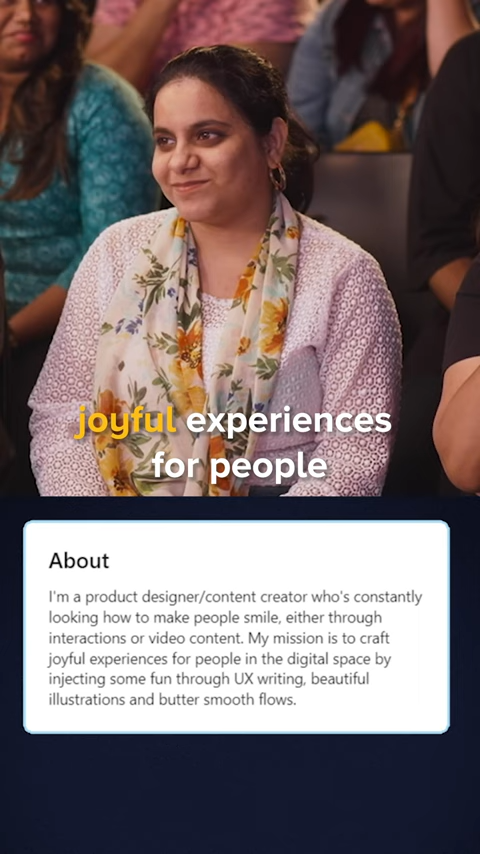 joyful experiences
for people
About
I'm a product designer/content creator who's constantly
looking how to make people smile, either through
interactions or video content. My mission is to craft
joyful experiences for people in the digital space by
injecting some fun through UX writing, beautiful
illustrations and butter smooth flows.